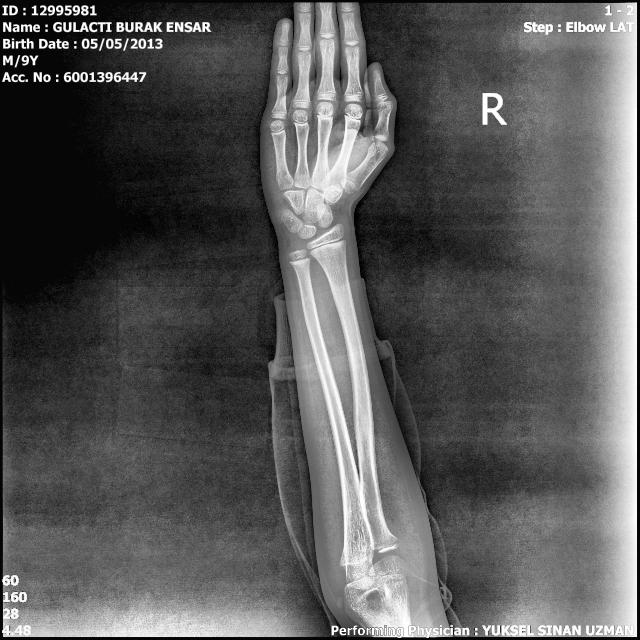 ID : 12995981
Name : GULACTI BURAK ENSAR
Birth Date : 05/05/2013
M/9Y
Acc. No : 6001396447
1 - 2
Step : Elbow LAT
R
60
160
28
4.48
Performing Physician : YUKSEL SINAN UZMAN